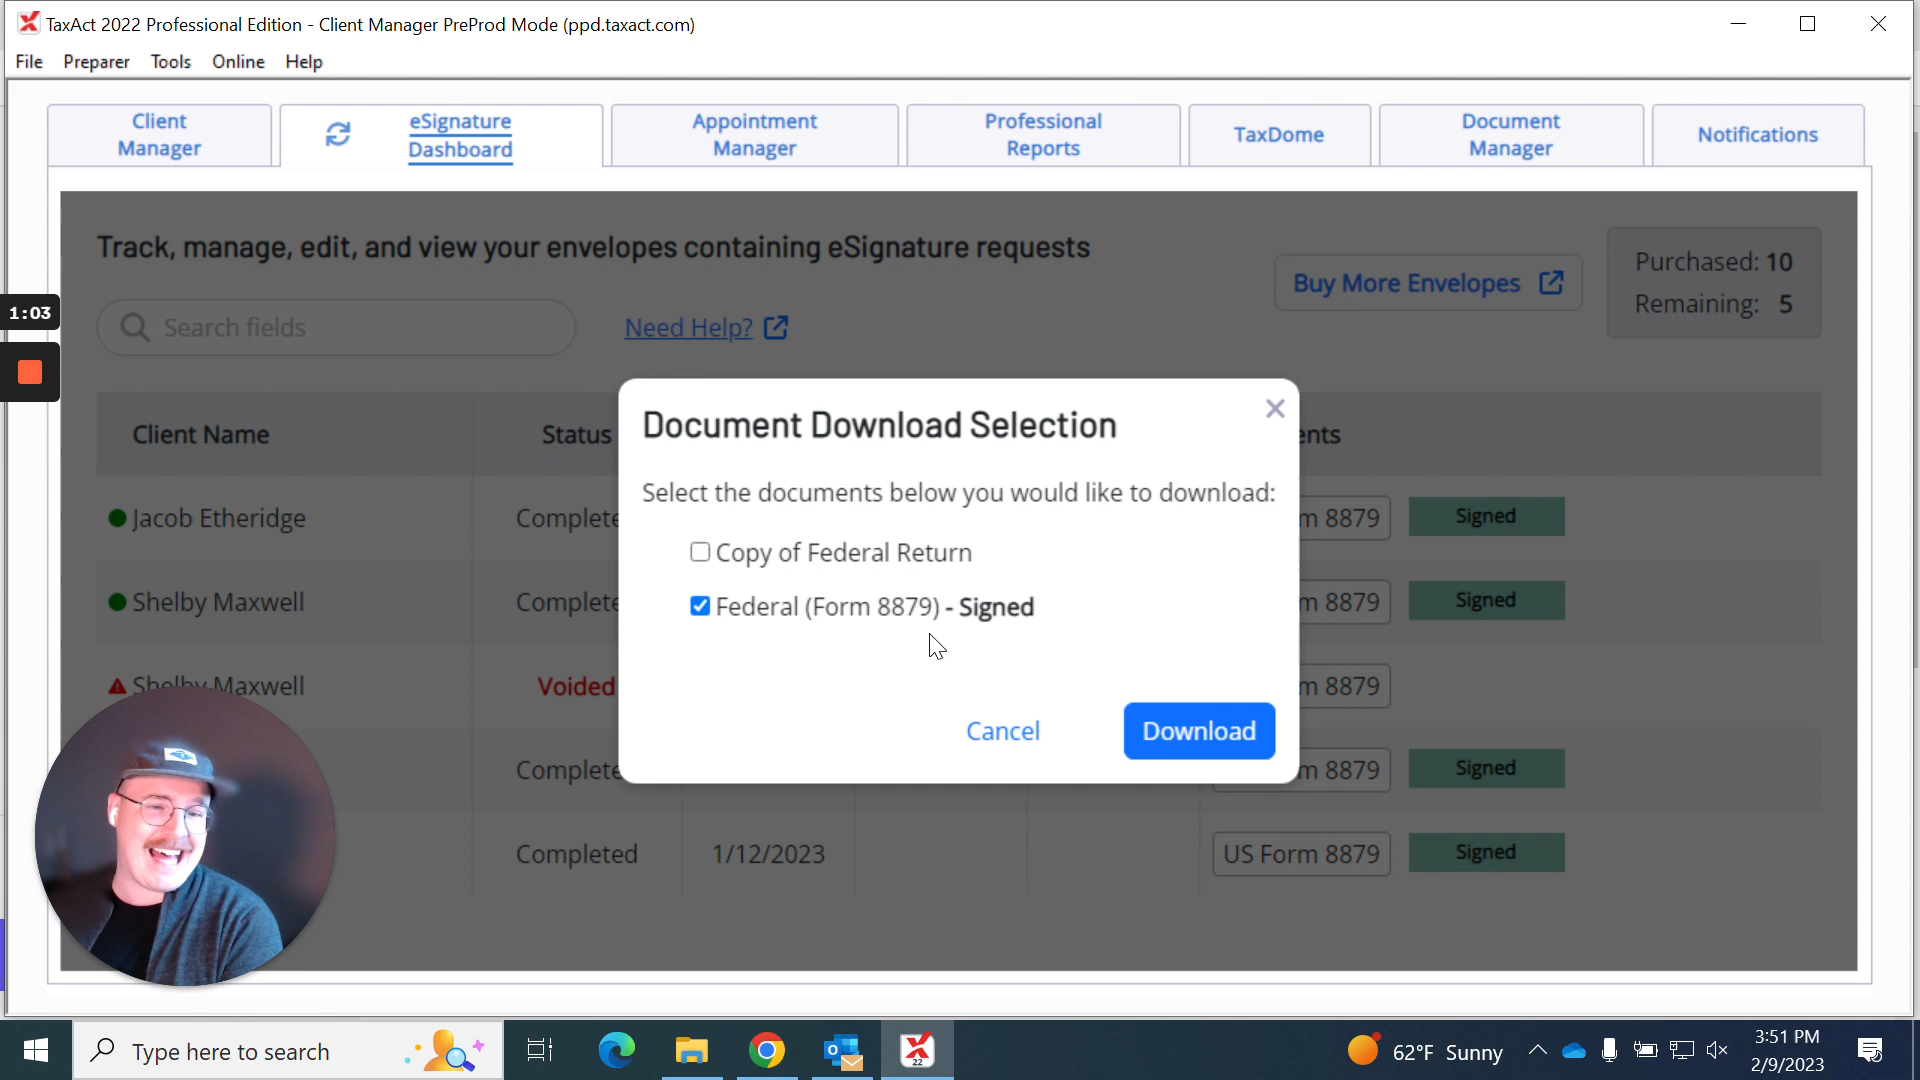 TaxAct 2022 Professional Edition - Client Manager PreProd Mode (ppd.taxact.com)
File Preparer Tools Online Help
Client Manager
eSignature Dashboard
Appointment Manager
Professional Reports
TaxDome
Document Manager
Notifications
Track, manage, edit, and view your envelopes containing eSignature requests
Buy More Envelopes
Purchased: 10
Remaining: 5
1:03
Search fields
Need Help?
Client Name Status ents
Document Download Selection
Select the documents below you would like to download:
Copy of Federal Return
Federal (Form 8879) - Signed
Cancel Download
Jacob Etheridge Complete m 8879 Signed
Shelby Maxwell Complete m 8879 Signed
Shelby Maxwell Voided m 8879
Complete m 8879 Signed
Completed 1/12/2023 US Form 8879 Signed
Type here to search
22
62°F Sunny
3:51 PM
2/9/2023